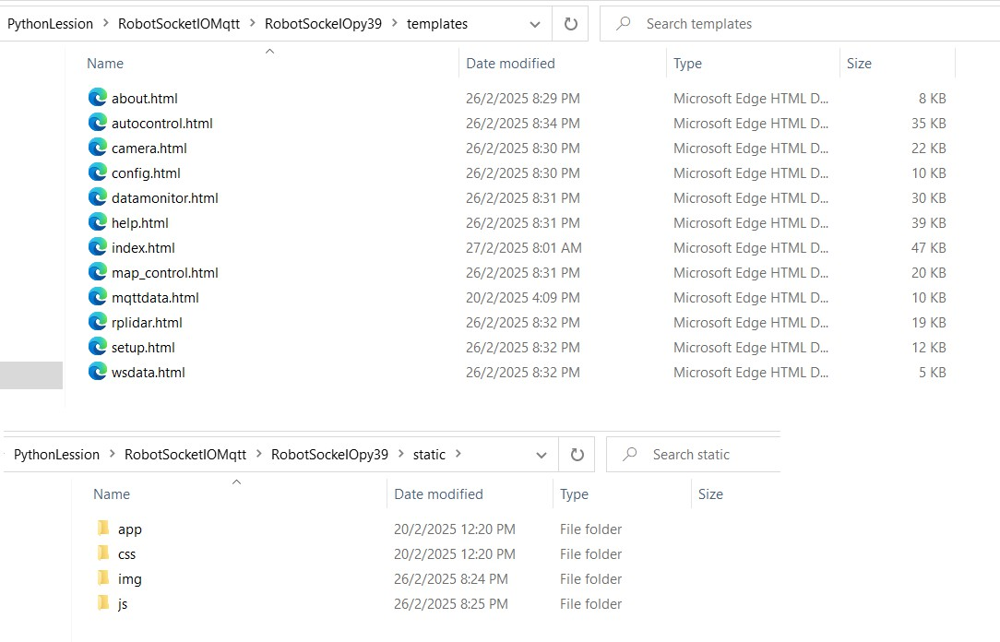 PythonLession > RobotSocketIOMqtt > RobotSockeIOpy39 > templates Search templates
Name Date modified Type Size
about.html 26/2/2025 8:29 PM Microsoft Edge HTML D... 8 KB
autocontrol.html 26/2/2025 8:34 PM Microsoft Edge HTML D... 35 KB
camera.html 26/2/2025 8:30 PM Microsoft Edge HTML D... 22 KB
config.html 26/2/2025 8:30 PM Microsoft Edge HTML D... 10 KB
datamonitor.html 26/2/2025 8:31 PM Microsoft Edge HTML D... 30 KB
help.html 26/2/2025 8:31 PM Microsoft Edge HTML D... 39 KB
index.html 27/2/2025 8:01 AM Microsoft Edge HTML D... 47 KB
map_control.html 26/2/2025 8:31 PM Microsoft Edge HTML D... 20 KB
mqttdata.html 20/2/2025 4:09 PM Microsoft Edge HTML D... 10 KB
rplidar.html 26/2/2025 8:32 PM Microsoft Edge HTML D... 19 KB
setup.html 26/2/2025 8:32 PM Microsoft Edge HTML D... 12 KB
wsdata.html 26/2/2025 8:32 PM Microsoft Edge HTML D... 5 KB
PythonLession > RobotSocketIOMqtt > RobotSockeIOpy39 > static > Search static
Name Date modified Type Size
app 20/2/2025 12:20 PM File folder
css 20/2/2025 12:20 PM File folder
img 26/2/2025 8:24 PM File folder
js 26/2/2025 8:25 PM File folder